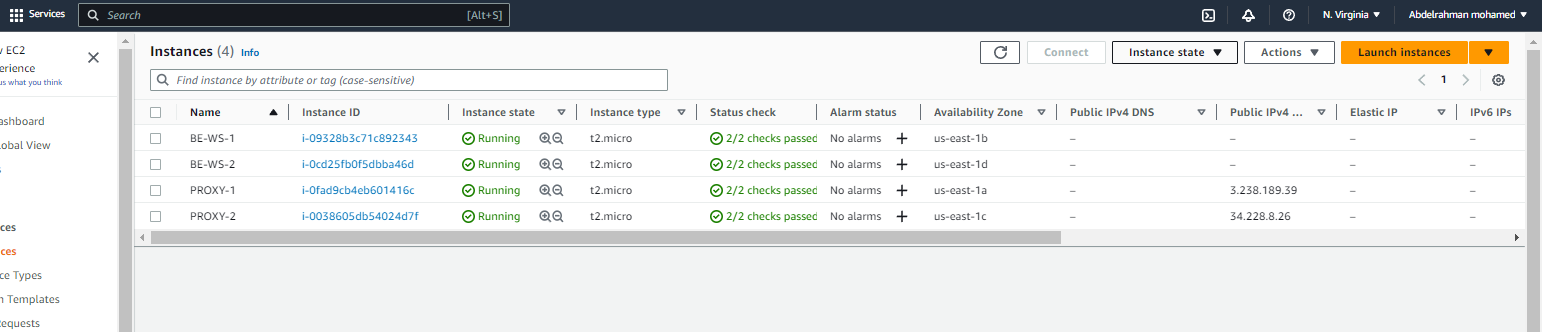 Services Search [Alt+S] N. Virginia Abdelrahman mohamed
EC2
erience
us what you think
ashboard
lobal View
s
ces
ces
ce Types
n Templates
equests
Instances (4) Info Connect Instance state Actions Launch instances
Find instance by attribute or tag (case-sensitive) 1
Name Instance ID Instance state Instance type Status check Alarm status Availability Zone Public IPv4 DNS Public IPv4 ... Elastic IP IPv6 IPs
BE-WS-1 i-09328b3c71c892343 Running t2.micro 2/2 checks passed No alarms + us-east-1b – – – –
BE-WS-2 i-0cd25fb0f5dbba46d Running t2.micro 2/2 checks passed No alarms + us-east-1d – – – –
PROXY-1 i-0fad9cb4eb601416c Running t2.micro 2/2 checks passed No alarms + us-east-1a – 3.238.189.39 – –
PROXY-2 i-0038605db54024d7f Running t2.micro 2/2 checks passed No alarms + us-east-1c – 34.228.8.26 – –